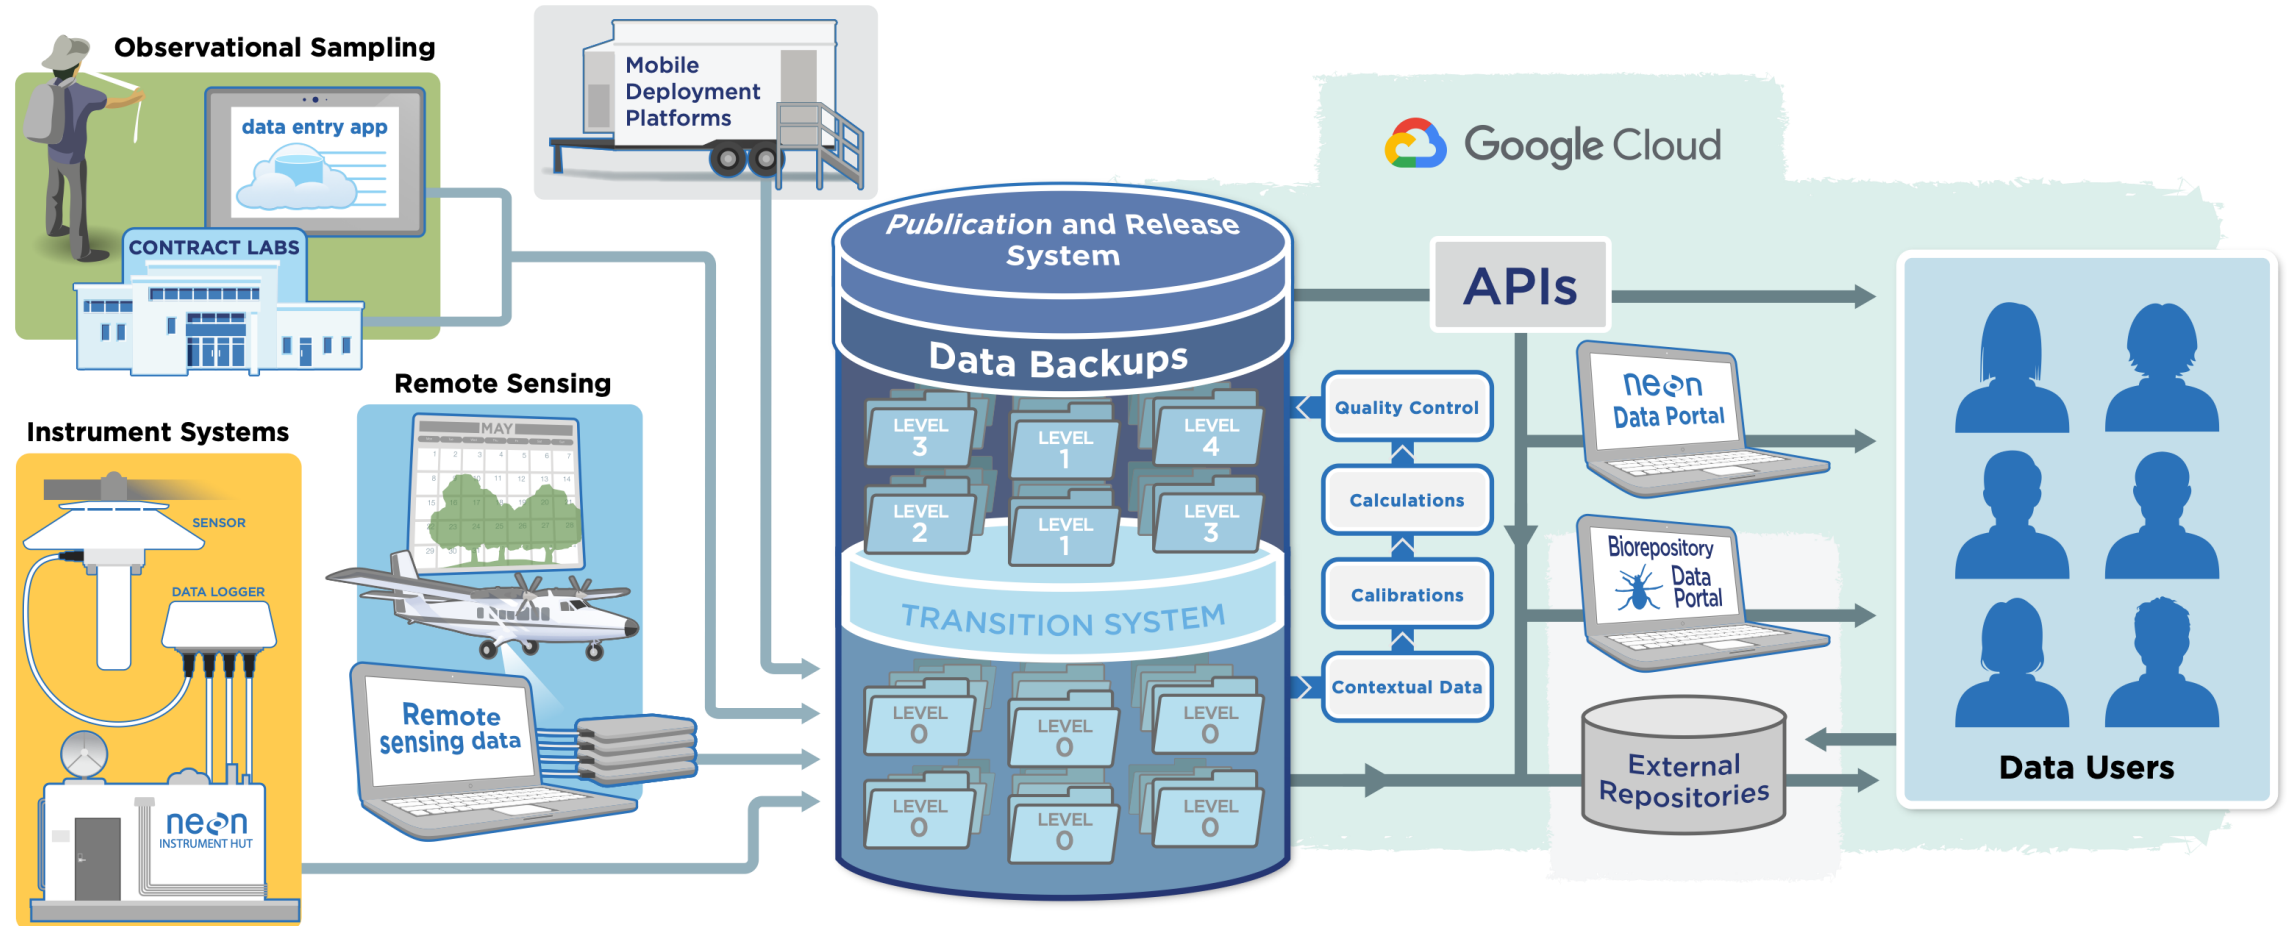 Observational Sampling
data entry app
CONTRACT LABS
Mobile
Deployment
Platforms
Remote Sensing
MAY
Remote
sensing data
Instrument Systems
SENSOR
DATA LOGGER
neon
INSTRUMENT HUT
Publication and Release
System
Data Backups
LEVEL
3
LEVEL
1
LEVEL
4
LEVEL
2
LEVEL
1
LEVEL
3
TRANSITION SYSTEM
LEVEL
0
LEVEL
0
LEVEL
0
LEVEL
0
LEVEL
0
LEVEL
0
Google Cloud
APIs
Quality Control
Calculations
Calibrations
Contextual Data
neon
Data Portal
Biorepository
Data
Portal
External
Repositories
Data Users